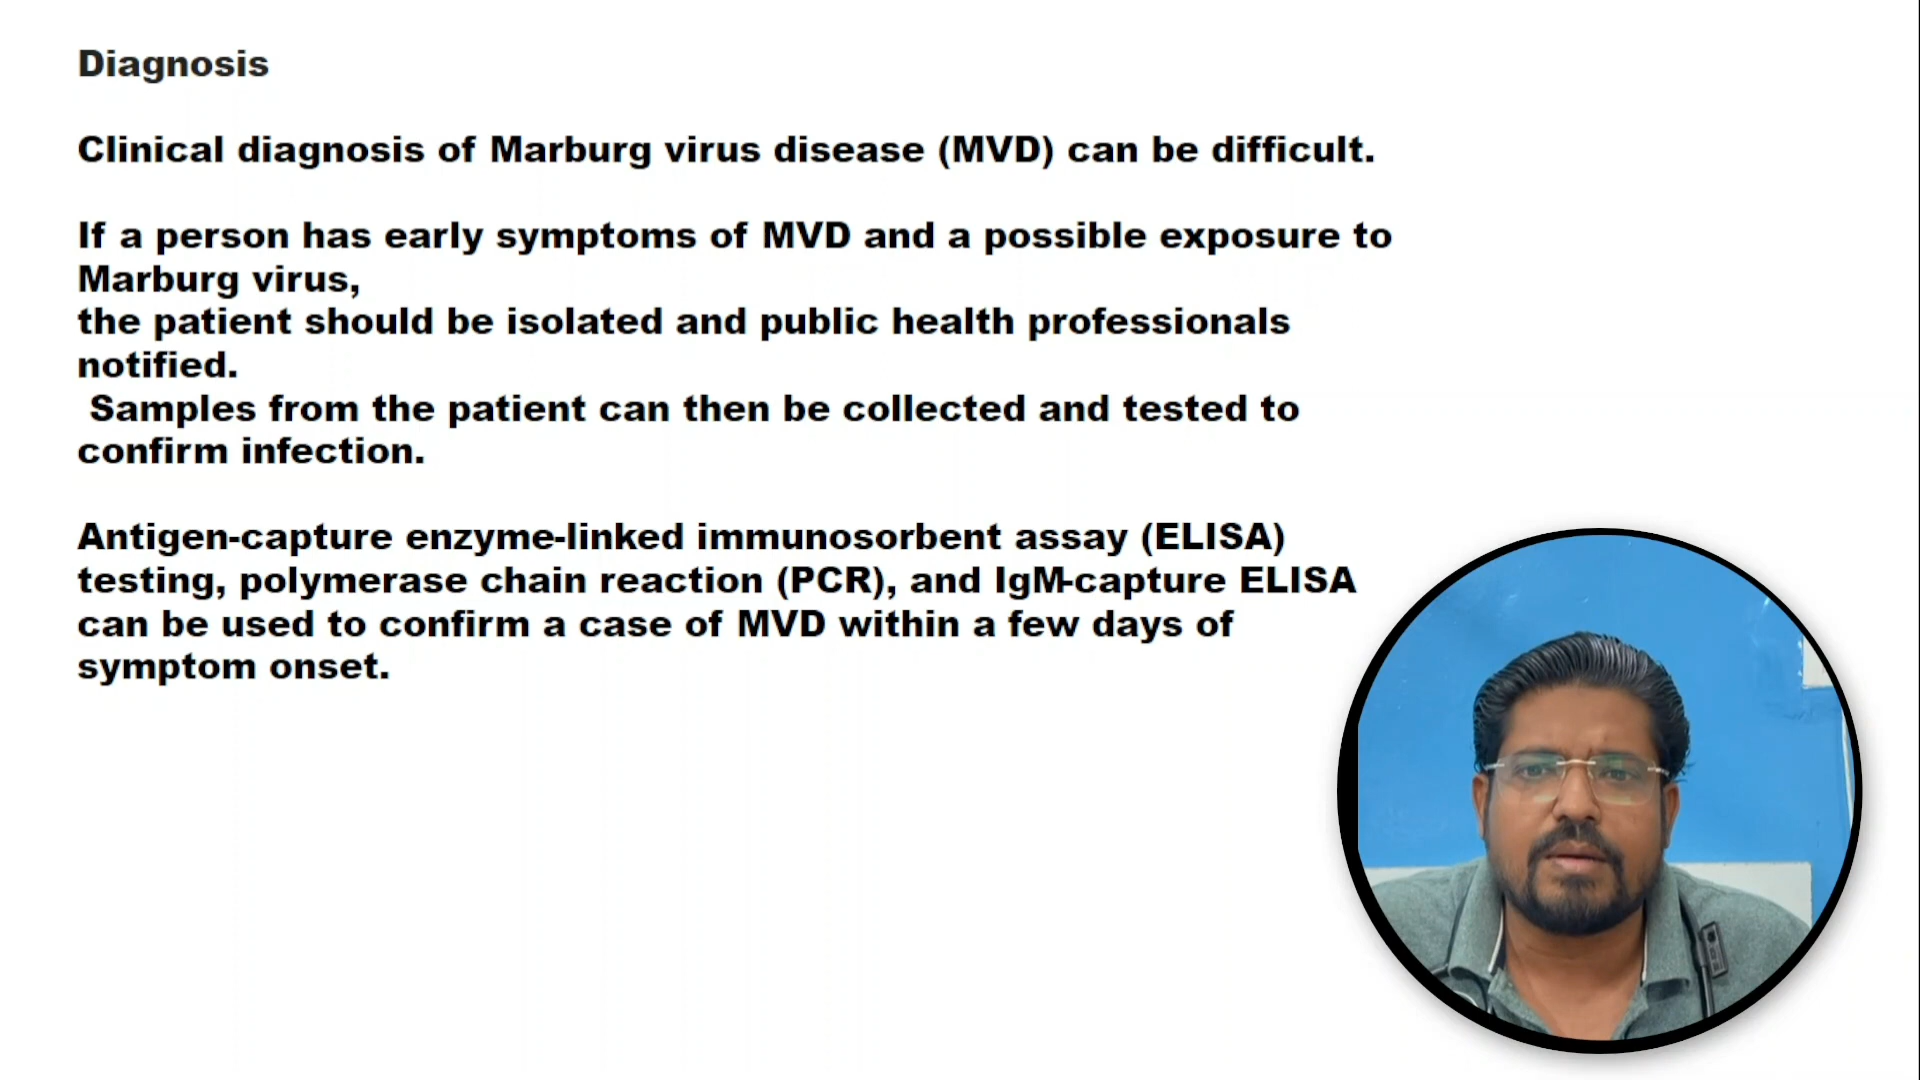 Diagnosis
Clinical diagnosis of Marburg virus disease (MVD) can be difficult.
If a person has early symptoms of MVD and a possible exposure to
Marburg virus,
the patient should be isolated and public health professionals
notified.
Samples from the patient can then be collected and tested to
confirm infection.
Antigen-capture enzyme-linked immunosorbent assay (ELISA)
testing, polymerase chain reaction (PCR), and IgM-capture ELISA
can be used to confirm a case of MVD within a few days of
symptom onset.